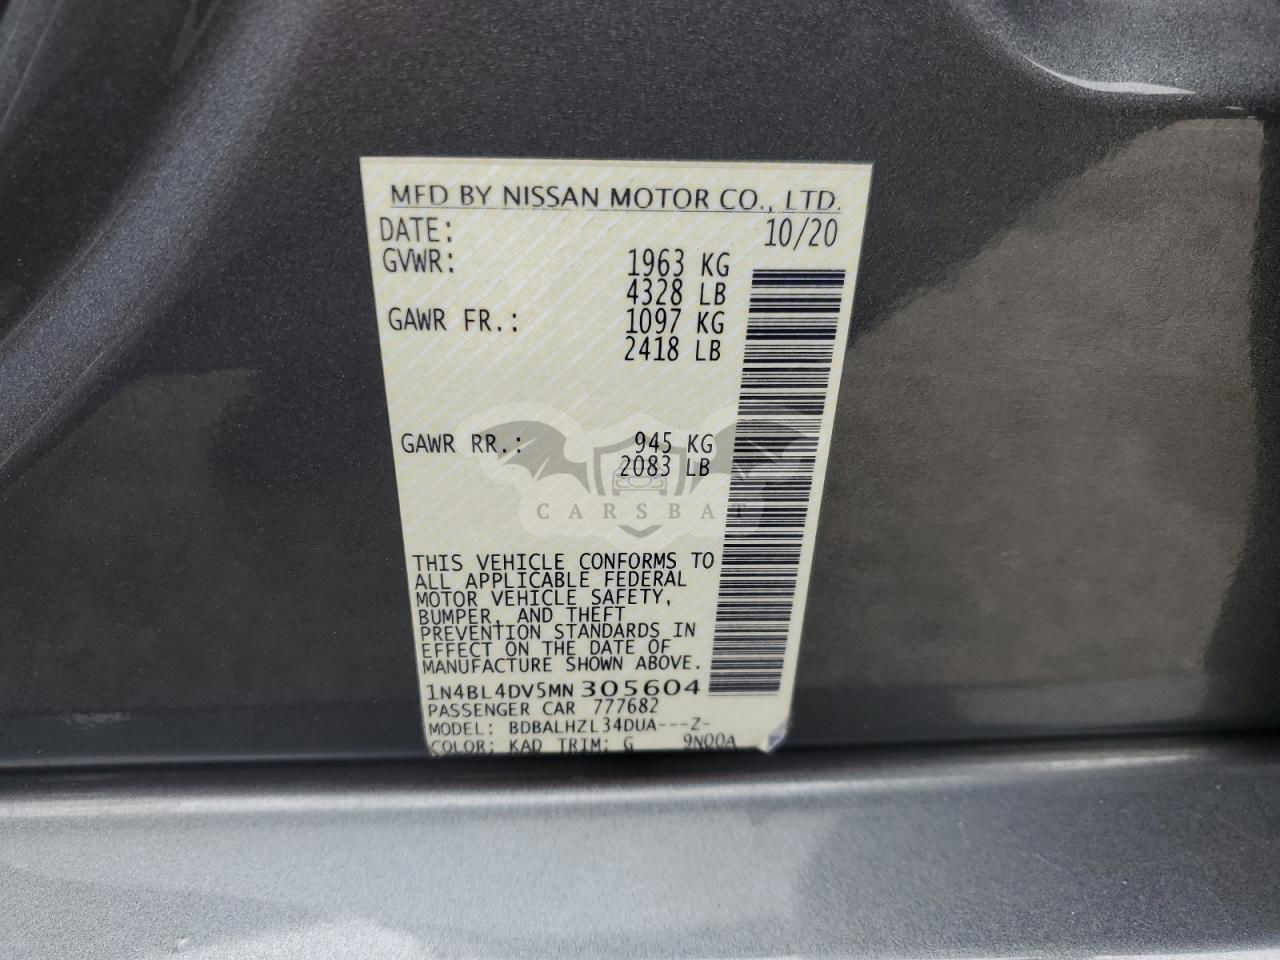 MFD BY NISSAN MOTOR CO., LTD.
DATE: 10/20
GVWR: 1963 KG
4328 LB
GAWR FR.: 1097 KG
2418 LB
GAWR RR.: 945 KG
2083 LB
CARSBAT
THIS VEHICLE CONFORMS TO
ALL APPLICABLE FEDERAL
MOTOR VEHICLE SAFETY,
BUMPER, AND THEFT
PREVENTION STANDARDS IN
EFFECT ON THE DATE OF
MANUFACTURE SHOWN ABOVE.
1N4BL4DV5MN 305604
PASSENGER CAR 777682
MODEL: BDBALHZL34DUA---Z-
COLOR: KAD TRIM: G 9N00A